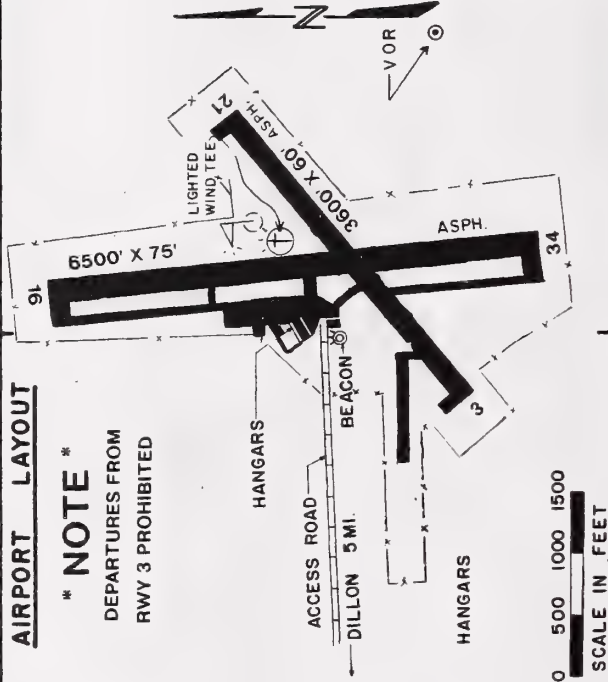 AIRPORT LAYOUT
* NOTE *
DEPARTURES FROM
RWY 3 PROHIBITED
N
VOR
LIGHTED
WIND TEE
21
3600' X 60' ASPH.
6500' X 75'
16
ASPH.
34
HANGARS
ACCESS ROAD
BEACON
DILLON 5 MI.
3
HANGARS
0 500 1000 1500
SCALE IN FEET